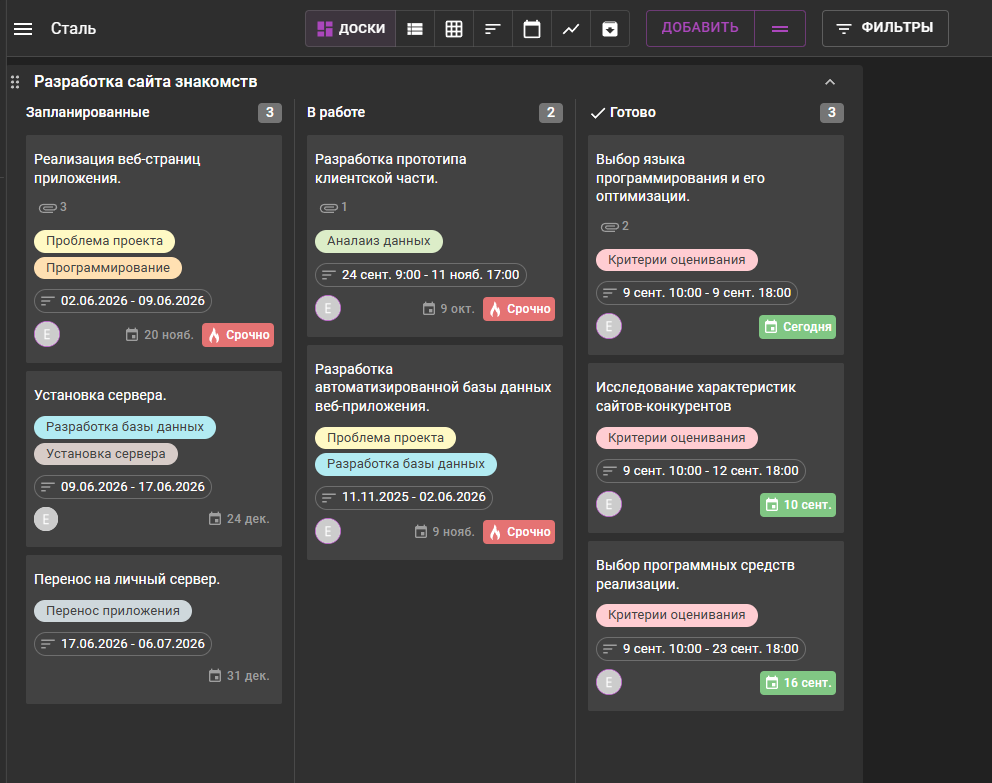 Сталь
ДОСКИ
ДОБАВИТЬ
ФИЛЬТРЫ
Разработка сайта знакомств
Запланированные 3
Реализация веб-страниц
приложения.
3
Проблема проекта
Программирование
02.06.2026 - 09.06.2026
E 20 нояб. Срочно
Установка сервера.
Разработка базы данных
Установка сервера
09.06.2026 - 17.06.2026
E 24 дек.
Перенос на личный сервер.
Перенос приложения
17.06.2026 - 06.07.2026
31 дек.
В работе 2
Разработка прототипа
клиентской части.
1
Аналаиз данных
24 сент. 9:00 - 11 нояб. 17:00
E 9 окт. Срочно
Разработка
автоматизированной базы данных
веб-приложения.
Проблема проекта
Разработка базы данных
11.11.2025 - 02.06.2026
E 9 нояб. Срочно
Готово 3
Выбор языка
программирования и его
оптимизации.
2
Критерии оценивания
9 сент. 10:00 - 9 сент. 18:00
E Сегодня
Исследование характеристик
сайтов-конкурентов
Критерии оценивания
9 сент. 10:00 - 12 сент. 18:00
E 10 сент.
Выбор программных средств
реализации.
Критерии оценивания
9 сент. 10:00 - 23 сент. 18:00
E 16 сент.